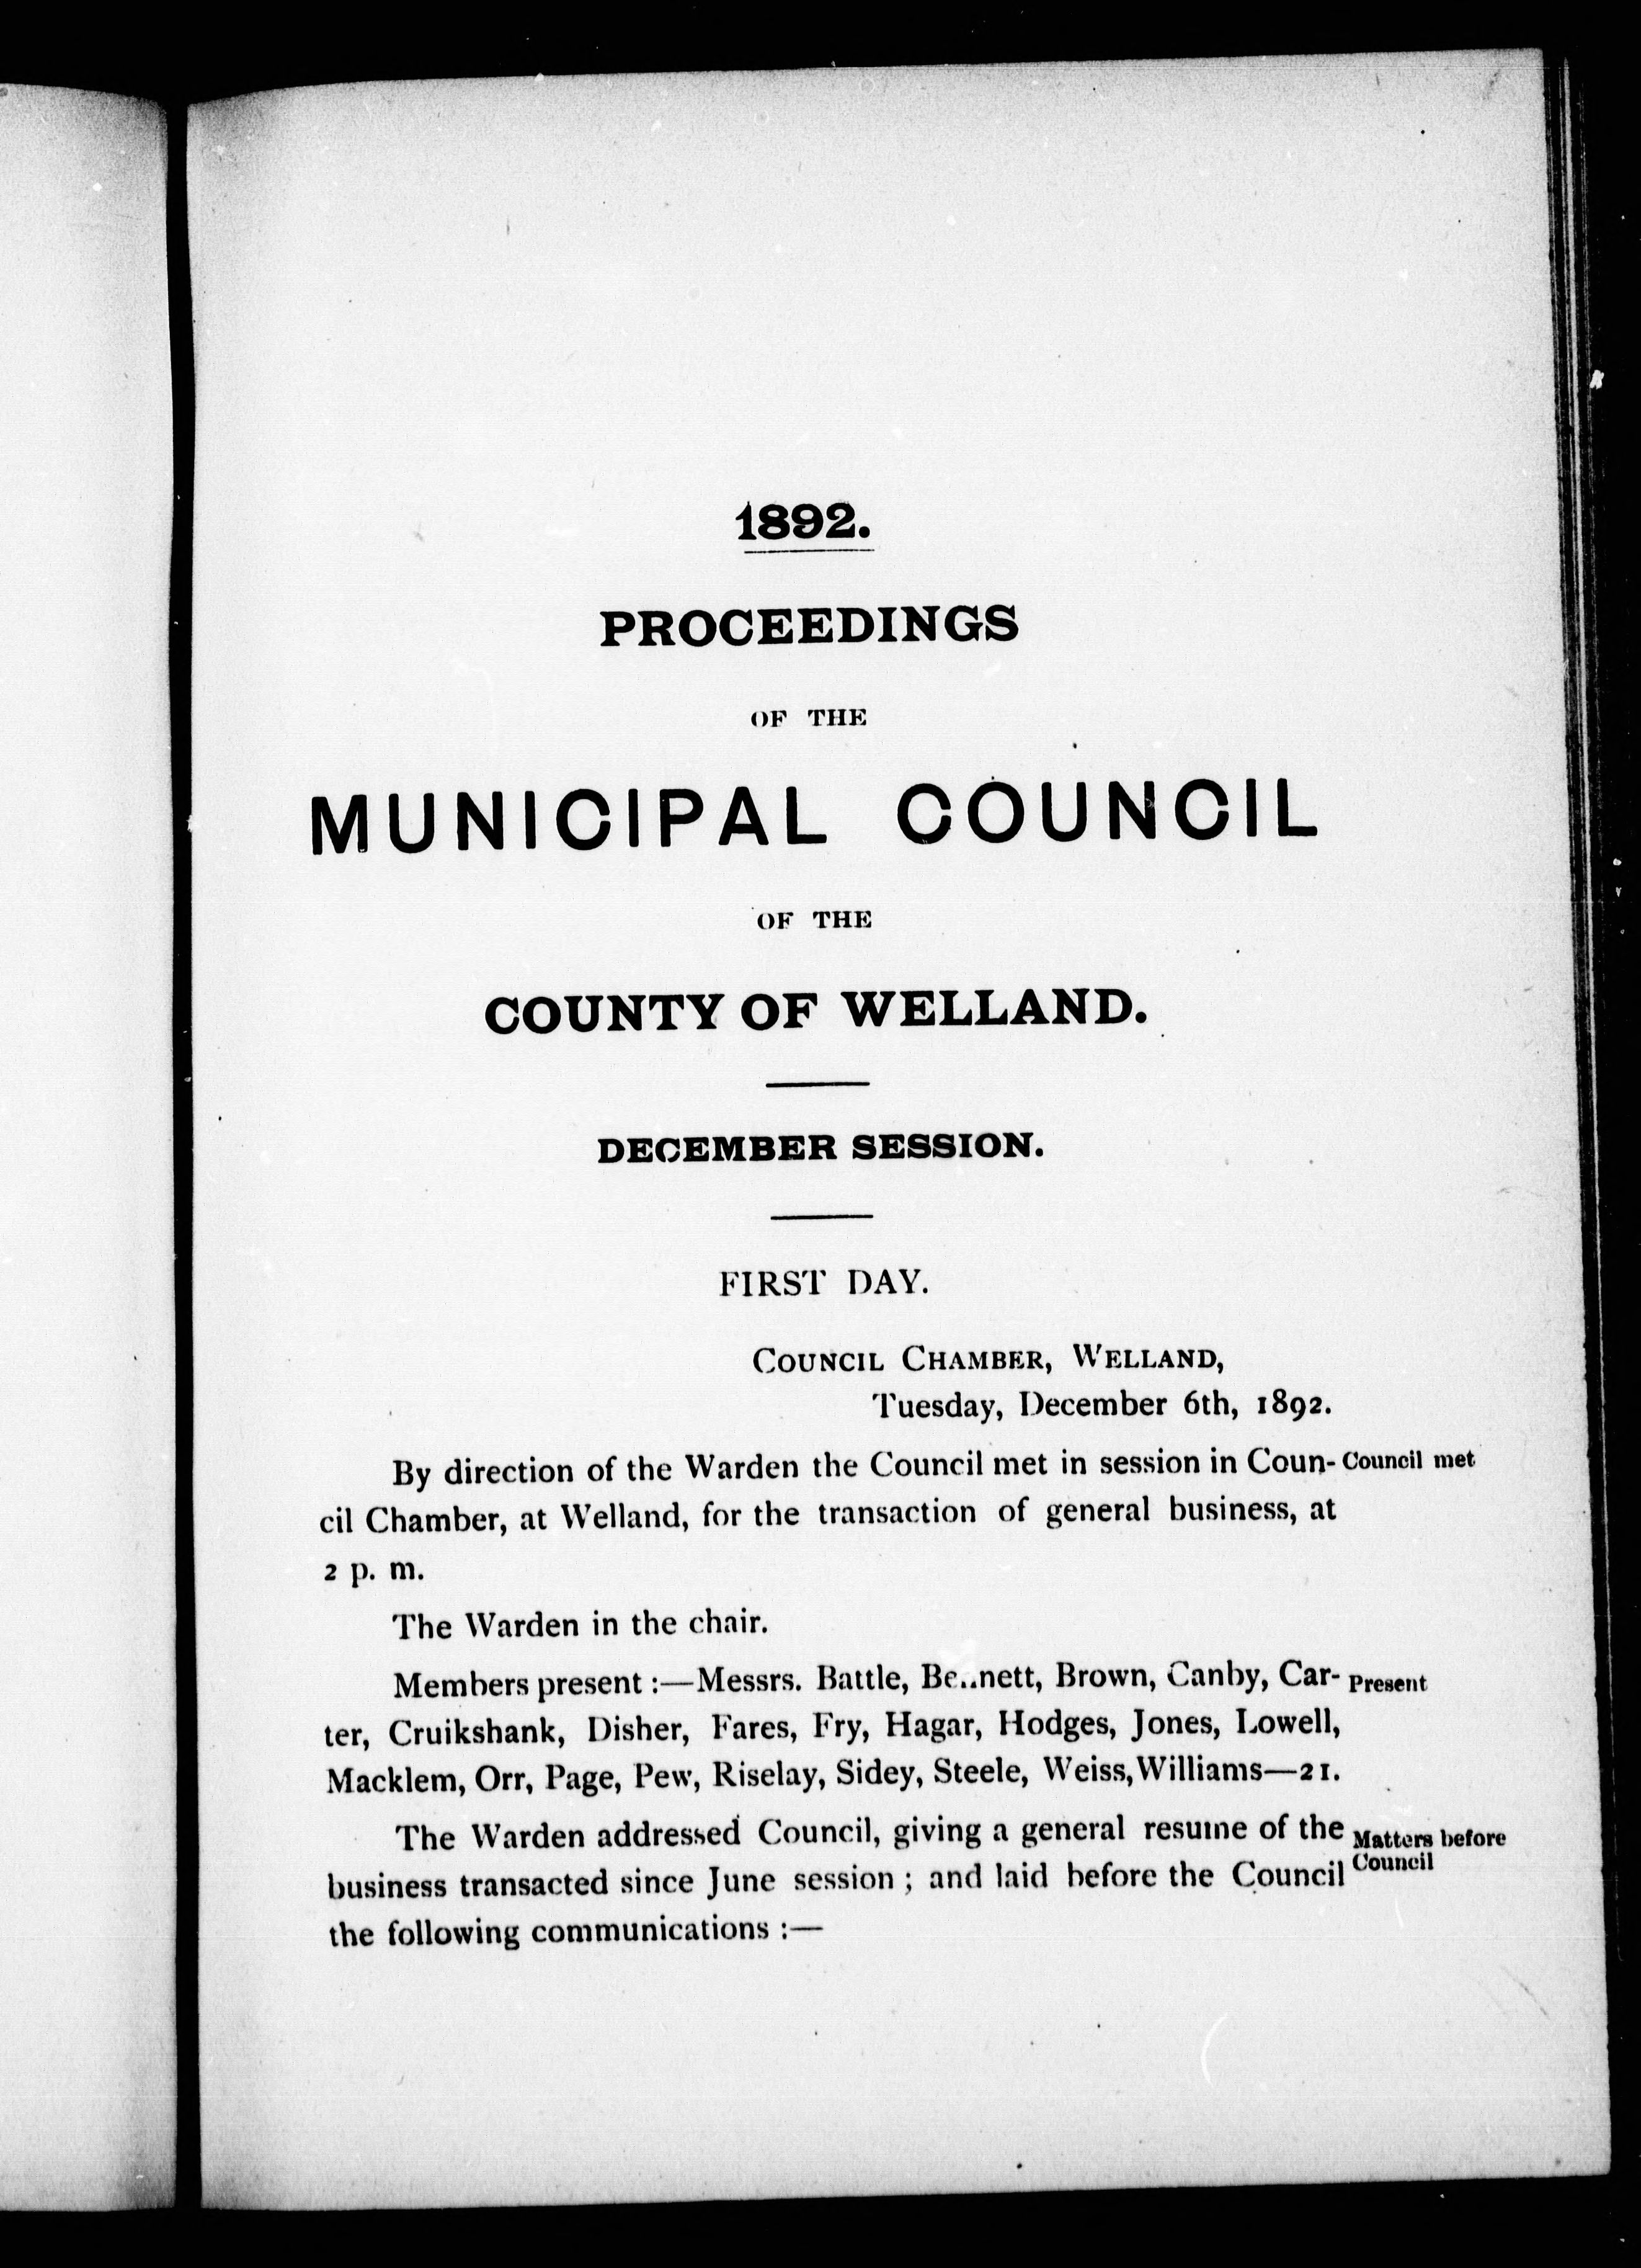 1892.
PROCEEDINGS
OF THE
MUNICIPAL COUNCIL
OF THE
COUNTY OF WELLAND.
DECEMBER SESSION.
FIRST DAY.
COUNCIL CHAMBER, WELLAND,
Tuesday, December 6th, 1892.
By direction of the Warden the Council met in session in Coun- Council met
cil Chamber, at Welland, for the transaction of general business, at
2 p. m.
The Warden in the chair.
Members present :—Messrs. Battle, Bennett, Brown, Canby, Car- Present
ter, Cruikshank, Disher, Fares, Fry, Hagar, Hodges, Jones, Lowell,
Macklem, Orr, Page, Pew, Riselay, Sidey, Steele, Weiss, Williams—21.
The Warden addressed Council, giving a general resume of the Matters before
business transacted since June session ; and laid before the Council Council
the following communications :—